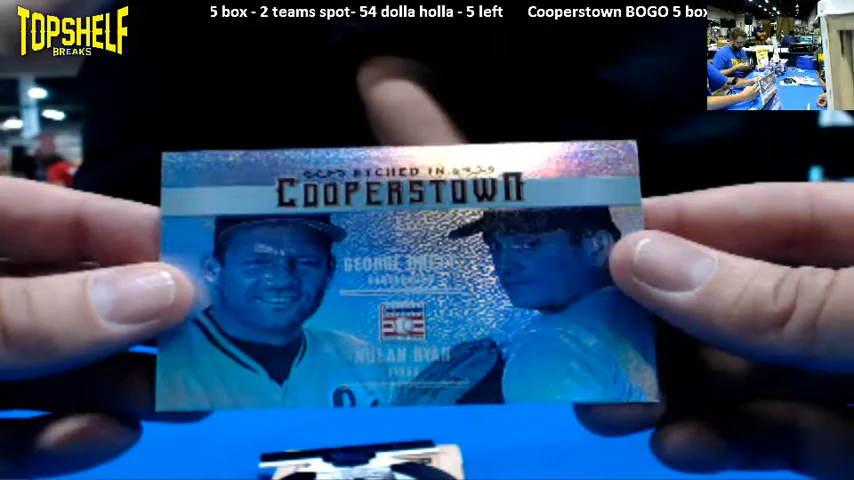 TOPSHELF
BREAKS
5 box - 2 teams spot- 54 dolla holla - 5 left
Cooperstown BOGO 5 box
ETCHED IN
COOPERSTOWN
GEORGE BRETT
NOLAN RYAN